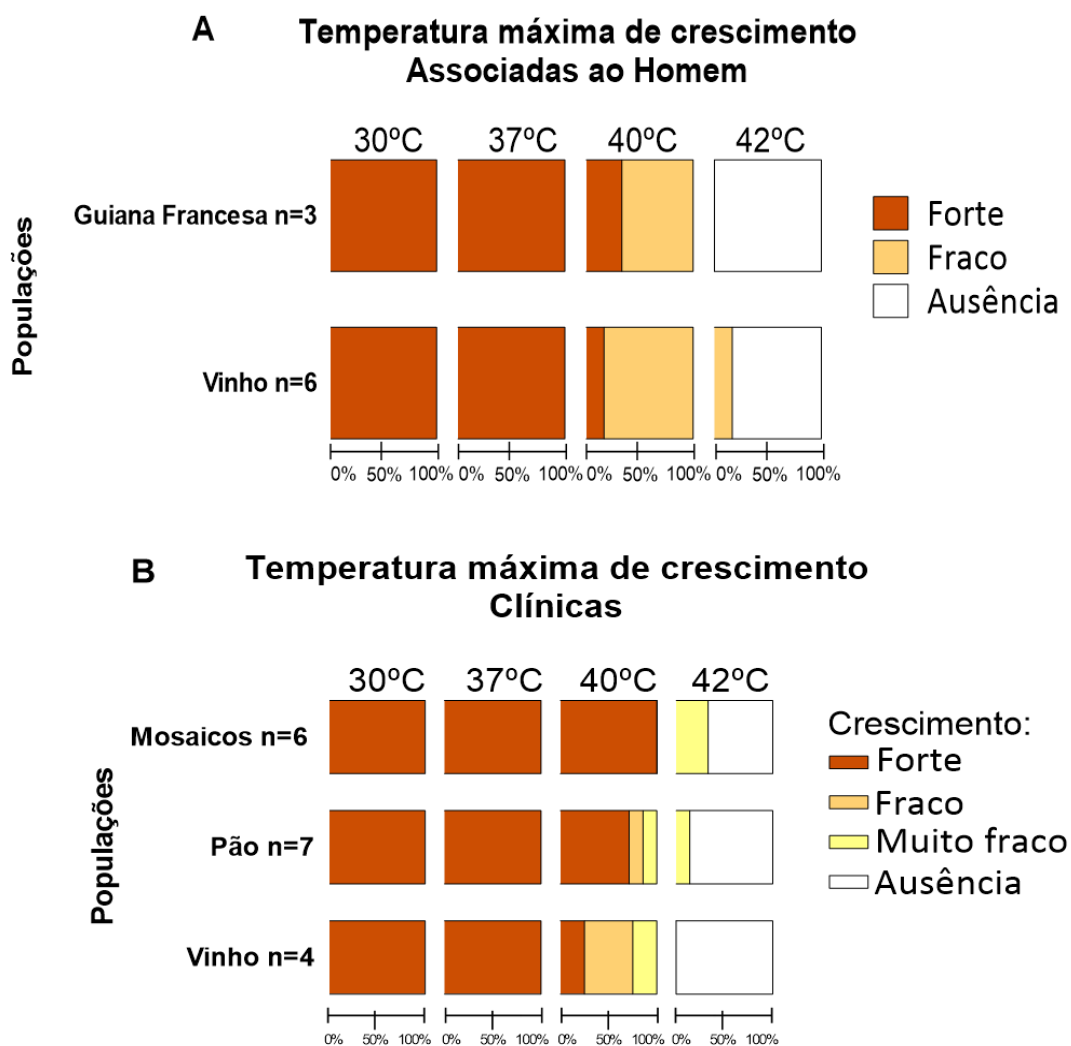 A
Temperatura máxima de crescimento
Associadas ao Homem
30ºC 37ºC 40ºC 42ºC
Populações
Guiana Francesa n=3
Vinho n=6
0% 50% 100% 0% 50% 100% 0% 50% 100% 0% 50% 100%
Forte
Fraco
Ausência
B
Temperatura máxima de crescimento
Clínicas
30ºC 37ºC 40ºC 42ºC
Populações
Mosaicos n=6
Pão n=7
Vinho n=4
0% 50% 100% 0% 50% 100% 0% 50% 100% 0% 50% 100%
Crescimento:
Forte
Fraco
Muito fraco
Ausência